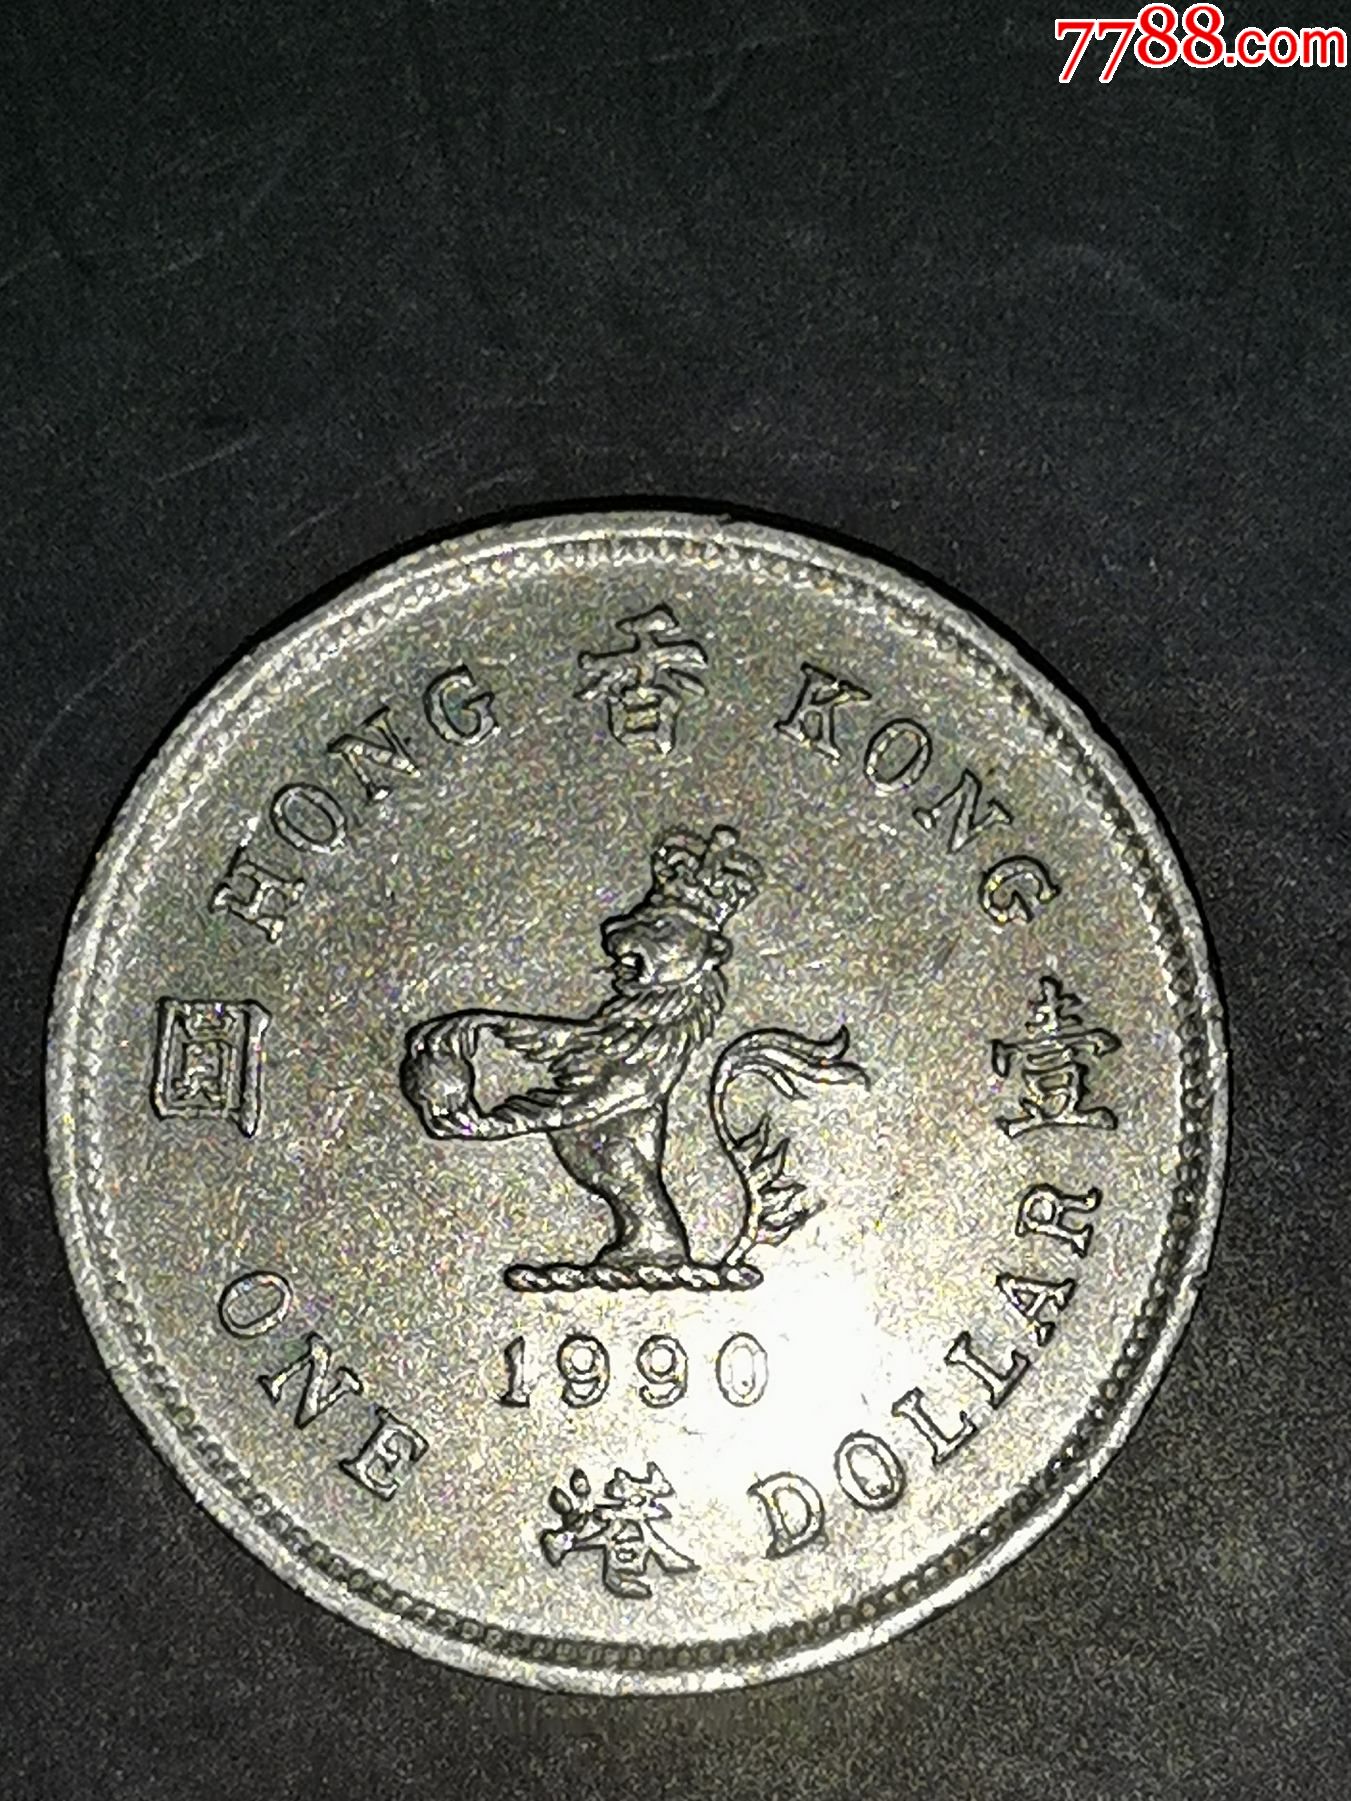 7788.com
HONG 香 KONG
圓 壹
1990
ONE 港 DOLLAR